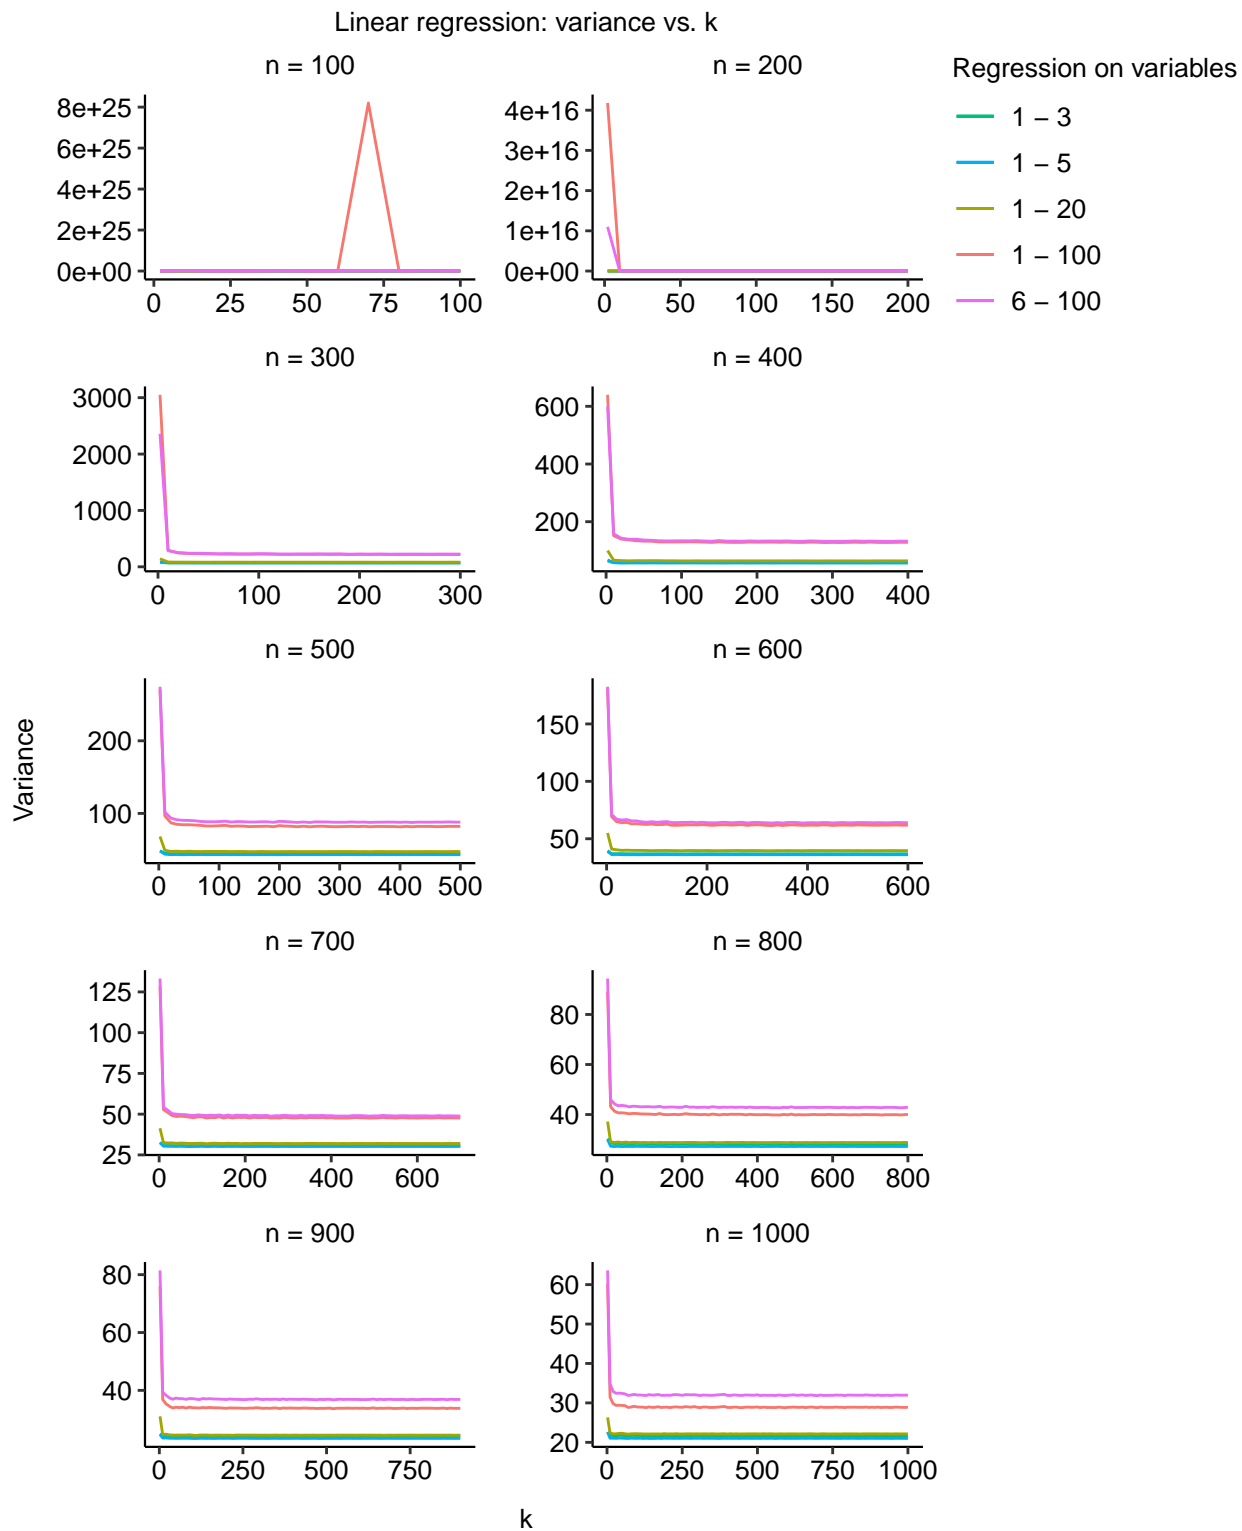 Linear regression: variance vs. k
n = 100
n = 200
Regression on variables
1 − 3
1 − 5
1 − 20
1 − 100
6 − 100
8e+25
6e+25
4e+25
2e+25
0e+00
0 25 50 75 100
4e+16
3e+16
2e+16
1e+16
0e+00
0 50 100 150 200
n = 300
n = 400
3000
2000
1000
0
0 100 200 300
600
400
200
0 100 200 300 400
n = 500
n = 600
200
100
0 100 200 300 400 500
150
100
50
0 200 400 600
Variance
n = 700
n = 800
125
100
75
50
25
0 200 400 600
80
60
40
0 200 400 600 800
n = 900
n = 1000
80
60
40
0 250 500 750
60
50
40
30
20
0 250 500 750 1000
k